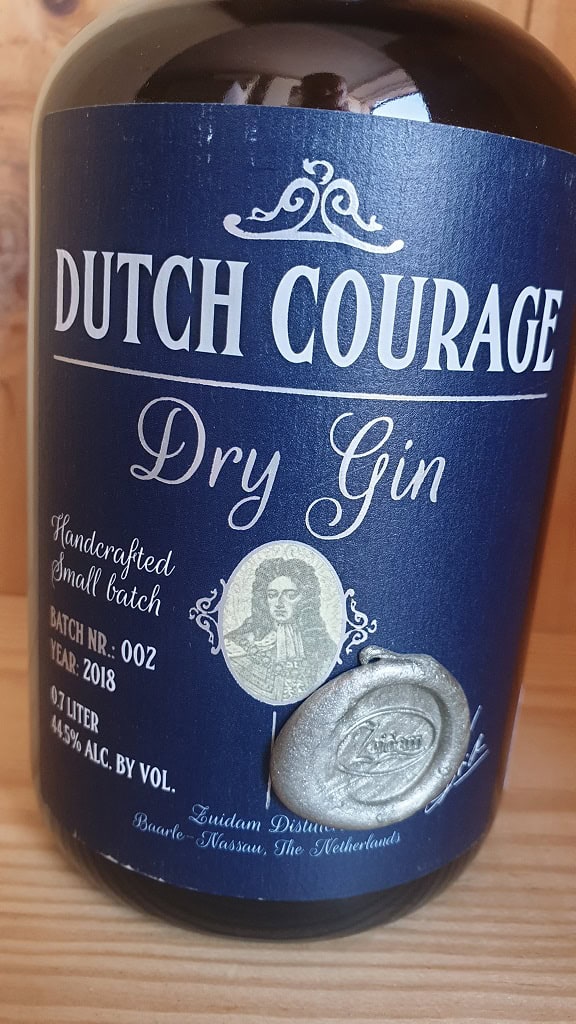 DUTCH COURAGE
Dry Gin
Handcrafted
Small batch
BATCH NR.: 002
YEAR: 2018
0.7 LITER
44.5% ALC. BY VOL.
Zuidam
Zuidam
Baarle-Nassau, The Netherlands